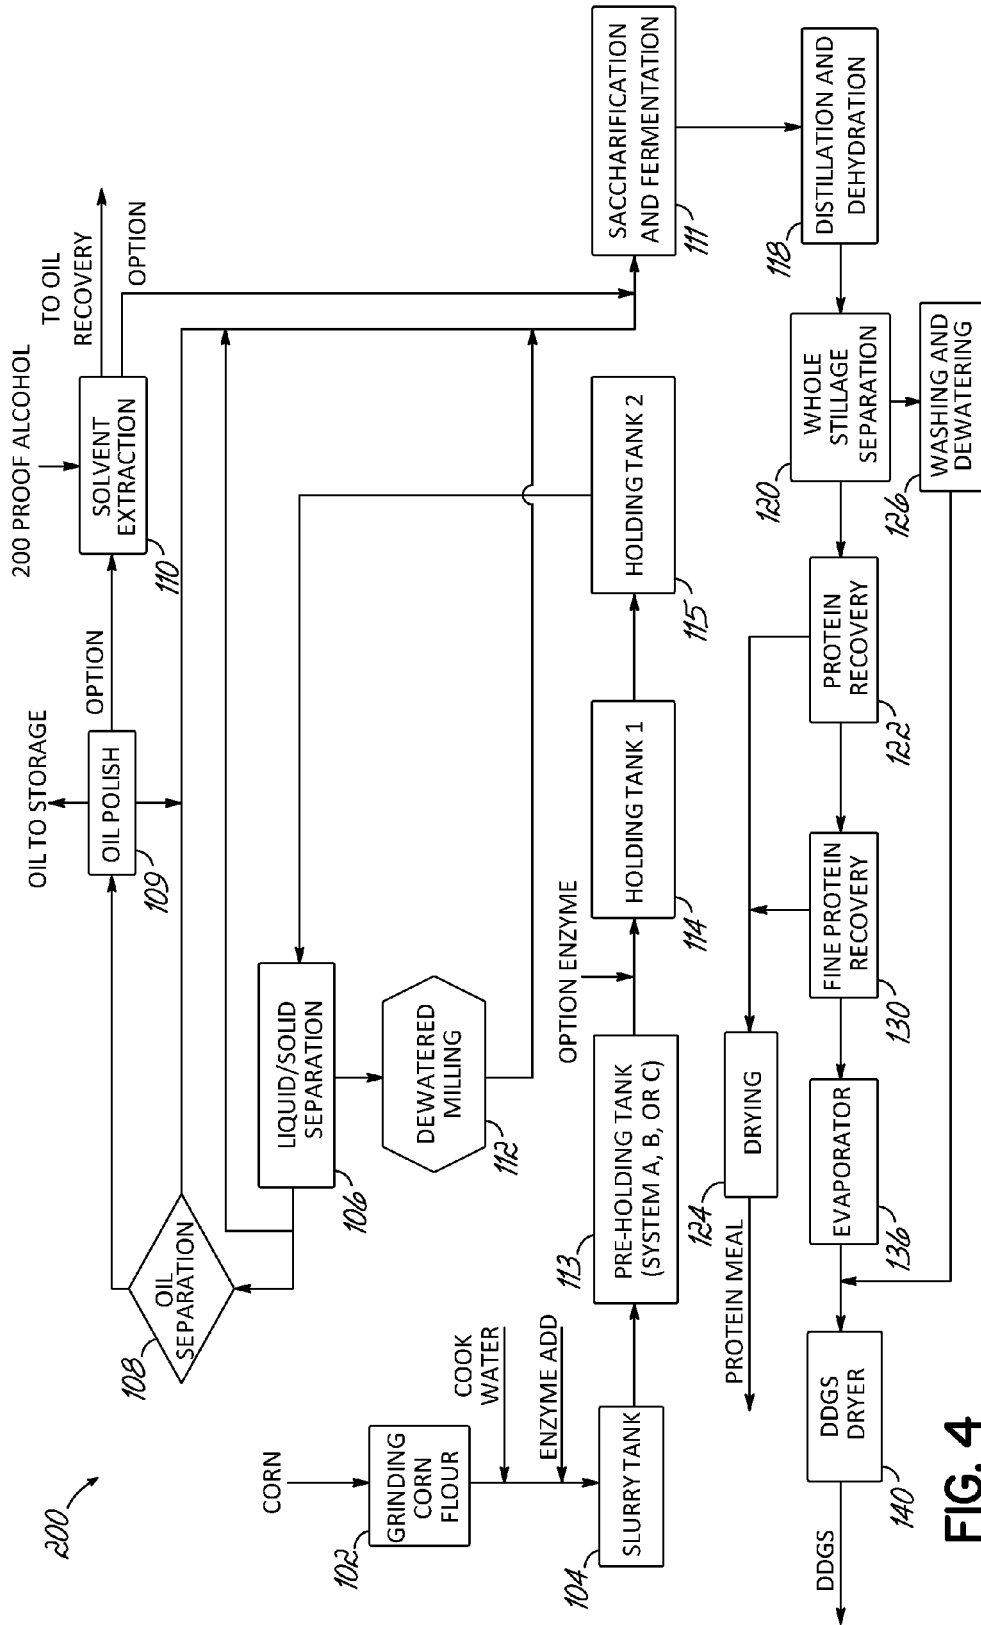 200
CORN
GRINDING
CORN
FLOUR
102
COOK
WATER
ENZYME ADD
SLURRY TANK
104
PRE-HOLDING TANK
(SYSTEM A, B, OR C)
113
OPTION ENZYME
HOLDING TANK 1
114
HOLDING TANK 2
115
LIQUID/SOLID
SEPARATION
106
DEWATERED
MILLING
112
OIL
SEPARATION
108
OIL TO STORAGE
OIL POLISH
109
OPTION
200 PROOF ALCOHOL
SOLVENT
EXTRACTION
110
TO OIL
RECOVERY
OPTION
SACCHARIFICATION
AND FERMENTATION
111
DISTILLATION AND
DEHYDRATION
118
WHOLE
STILLAGE
SEPARATION
120
WASHING AND
DEWATERING
126
PROTEIN
RECOVERY
122
FINE PROTEIN
RECOVERY
130
DRYING
124
PROTEIN MEAL
EVAPORATOR
136
DDGS
DRYER
140
DDGS
FIG. 4